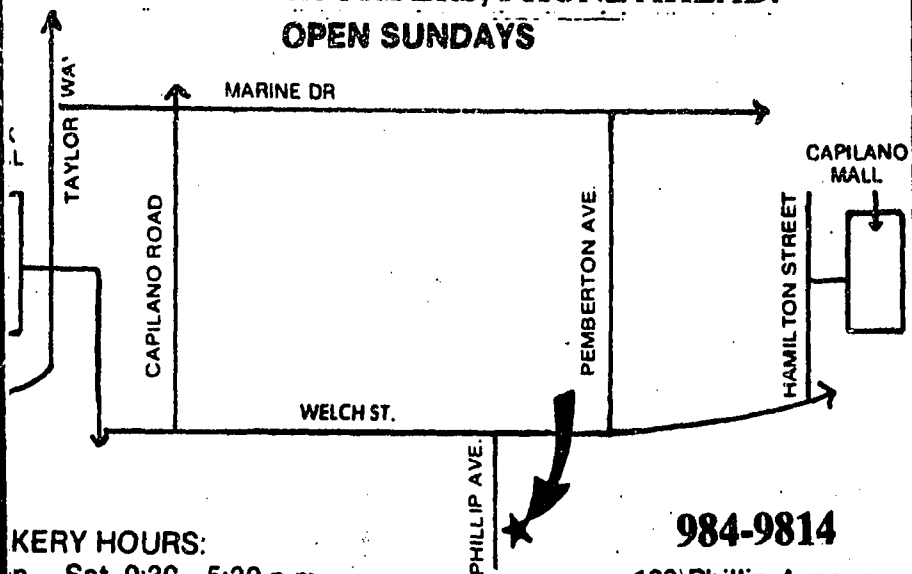 OPEN SUNDAYS
MARINE DR
TAYLOR WA'
CAPILANO
MALL
CAPILANO ROAD
PEMBERTON AVE.
HAMILTON STREET
WELCH ST.
PHILLIP AVE.
984-9814
KERY HOURS: